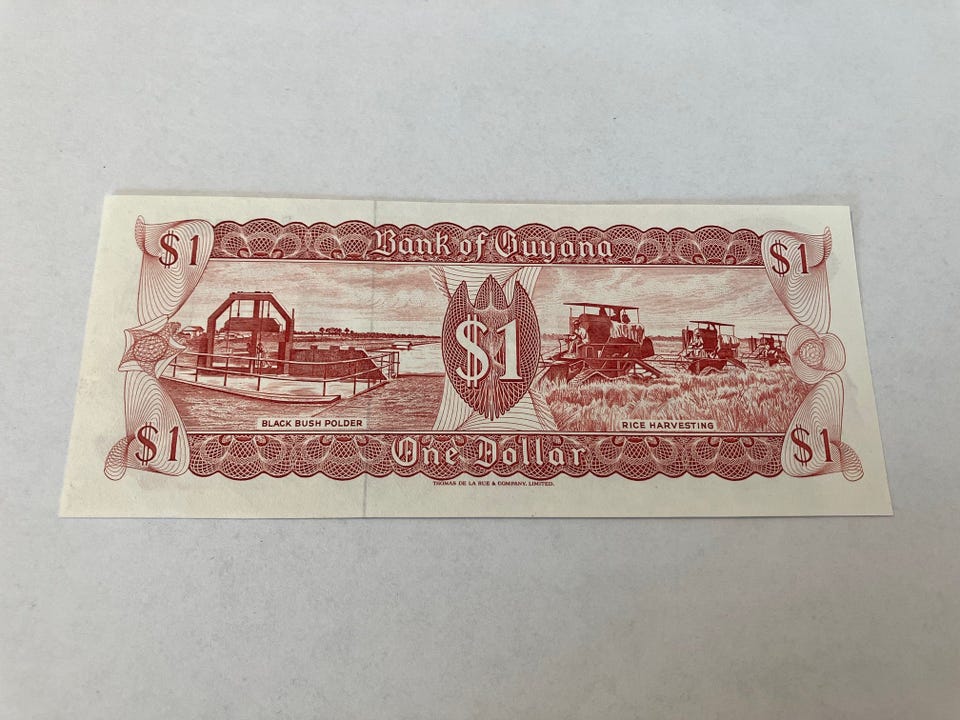 $1 Bank of Guyana $1
$1
BLACK BUSH POLDER RICE HARVESTING
$1 One Dollar $1
THOMAS DE LA RUE & COMPANY, LIMITED.